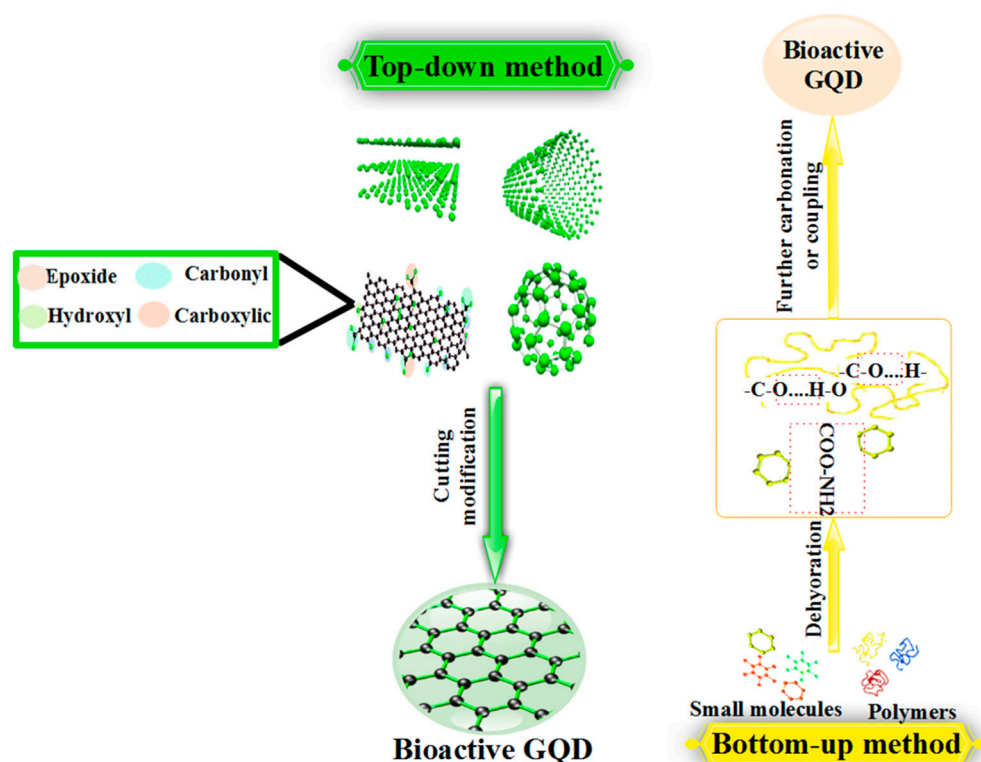 Top-down method
Epoxide
Carbonyl
Hydroxyl
Carboxylic
Cutting
modification
Bioactive GQD
Bioactive
GQD
Further carbonation
or coupling
-C-O....H-
-C-O....H-O
COO-NH2
Dehyoration
Small molecules
Polymers
Bottom-up method